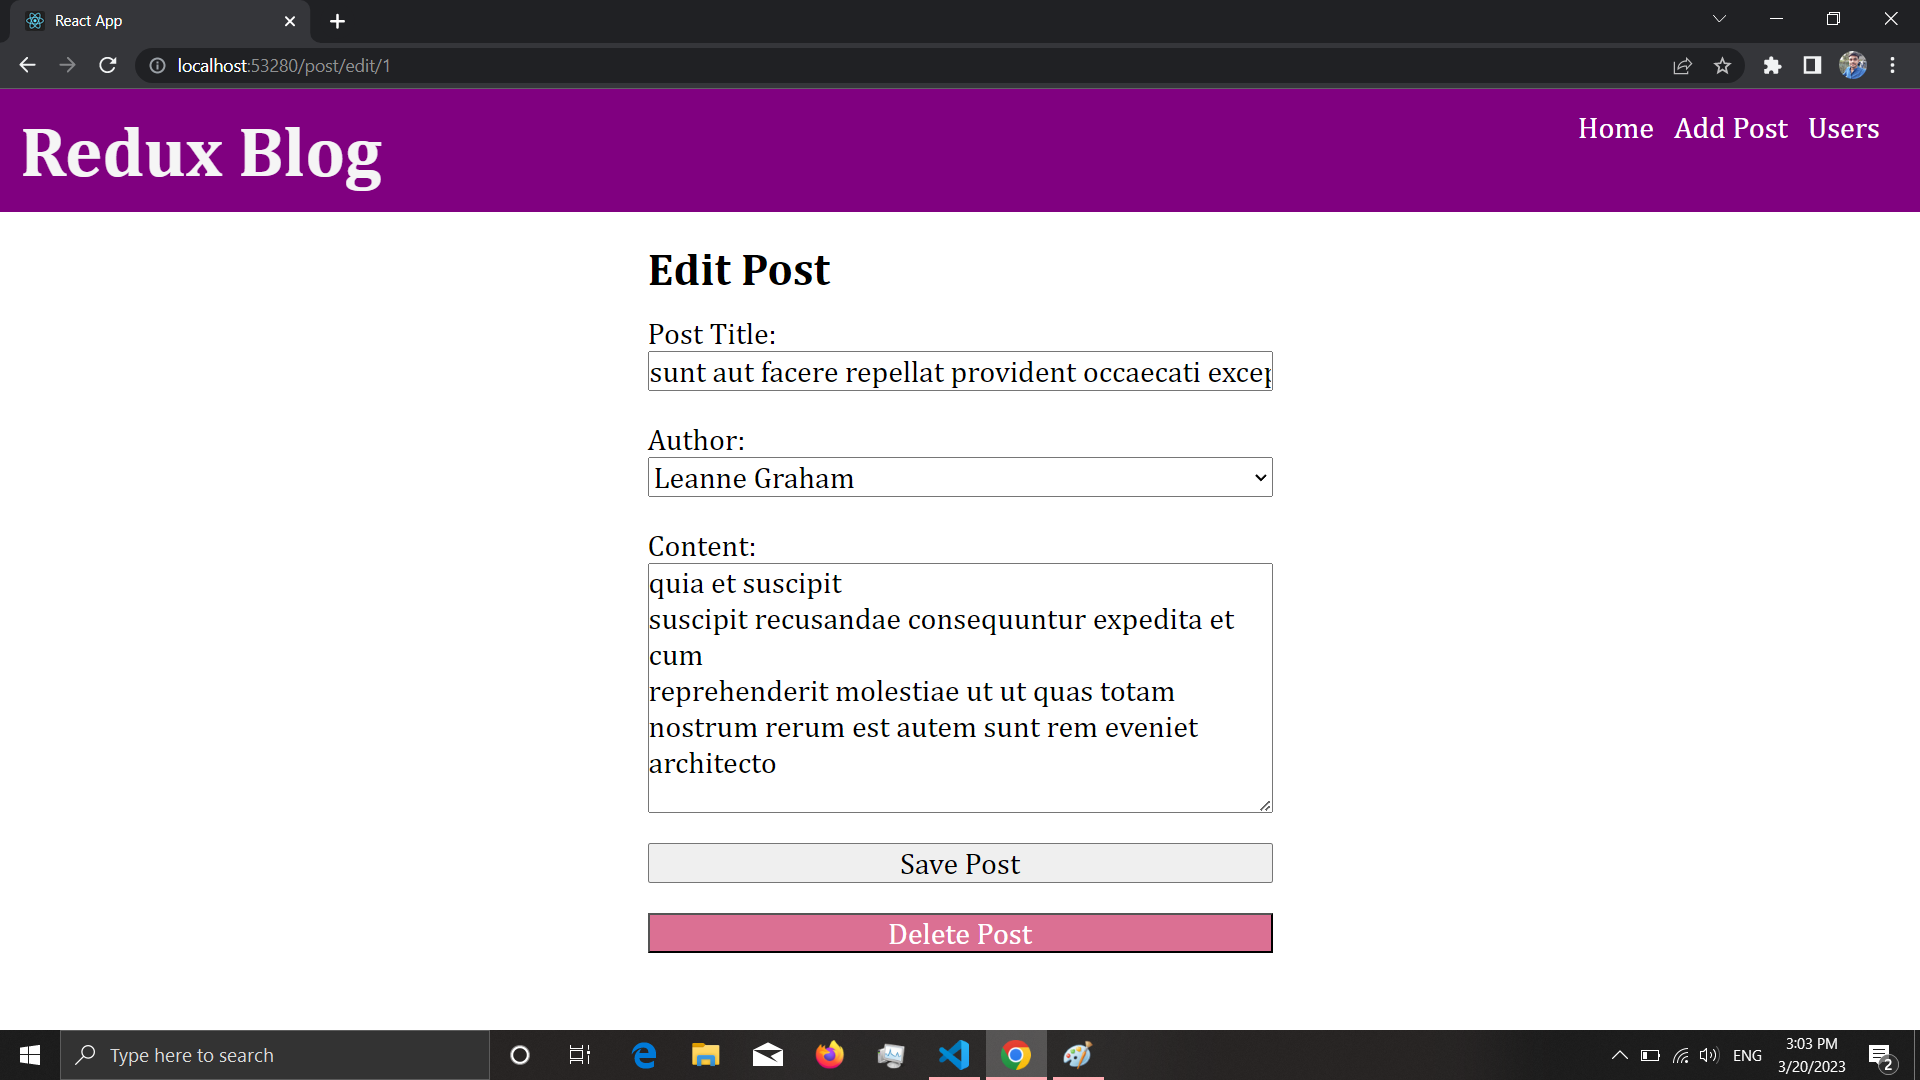 React App
localhost:53280/post/edit/1
Redux Blog
Home Add Post Users
Edit Post
Post Title:
sunt aut facere repellat provident occaecati excep
Author:
Leanne Graham
Content:
quia et suscipit
suscipit recusandae consequuntur expedita et
cum
reprehenderit molestiae ut ut quas totam
nostrum rerum est autem sunt rem eveniet
architecto
Save Post
Delete Post
Type here to search
ENG
3:03 PM
3/20/2023
2